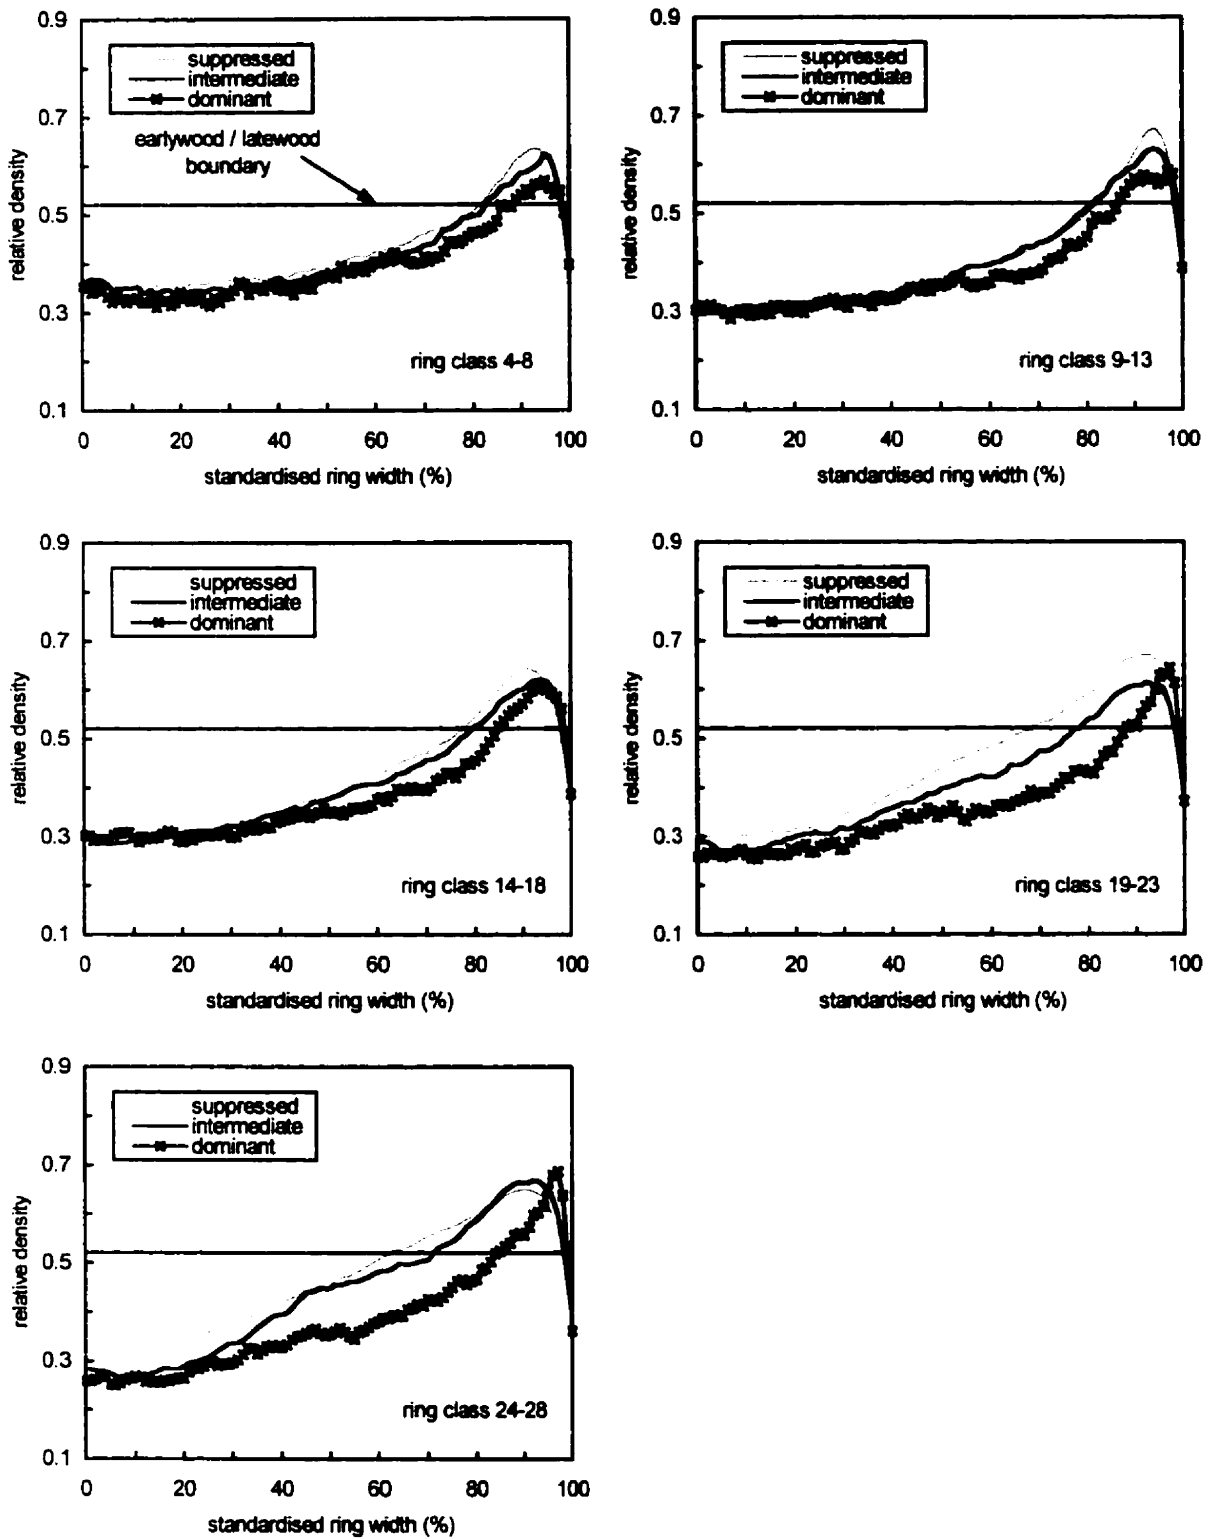 0.9
0.7
0.5
0.3
0.1
relative density
suppressed
intermediate
dominant
earlywood / latewood
boundary
ring class 4-8
0 20 40 60 80 100
standardised ring width (%)
0.9
0.7
0.5
0.3
0.1
relative density
suppressed
intermediate
dominant
ring class 9-13
0 20 40 60 80 100
standardised ring width (%)
0.9
0.7
0.5
0.3
0.1
relative density
suppressed
intermediate
dominant
ring class 14-18
0 20 40 60 80 100
standardised ring width (%)
0.9
0.7
0.5
0.3
0.1
relative density
suppressed
intermediate
dominant
ring class 19-23
0 20 40 60 80 100
standardised ring width (%)
0.9
0.7
0.5
0.3
0.1
relative density
suppressed
intermediate
dominant
ring class 24-28
0 20 40 60 80 100
standardised ring width (%)